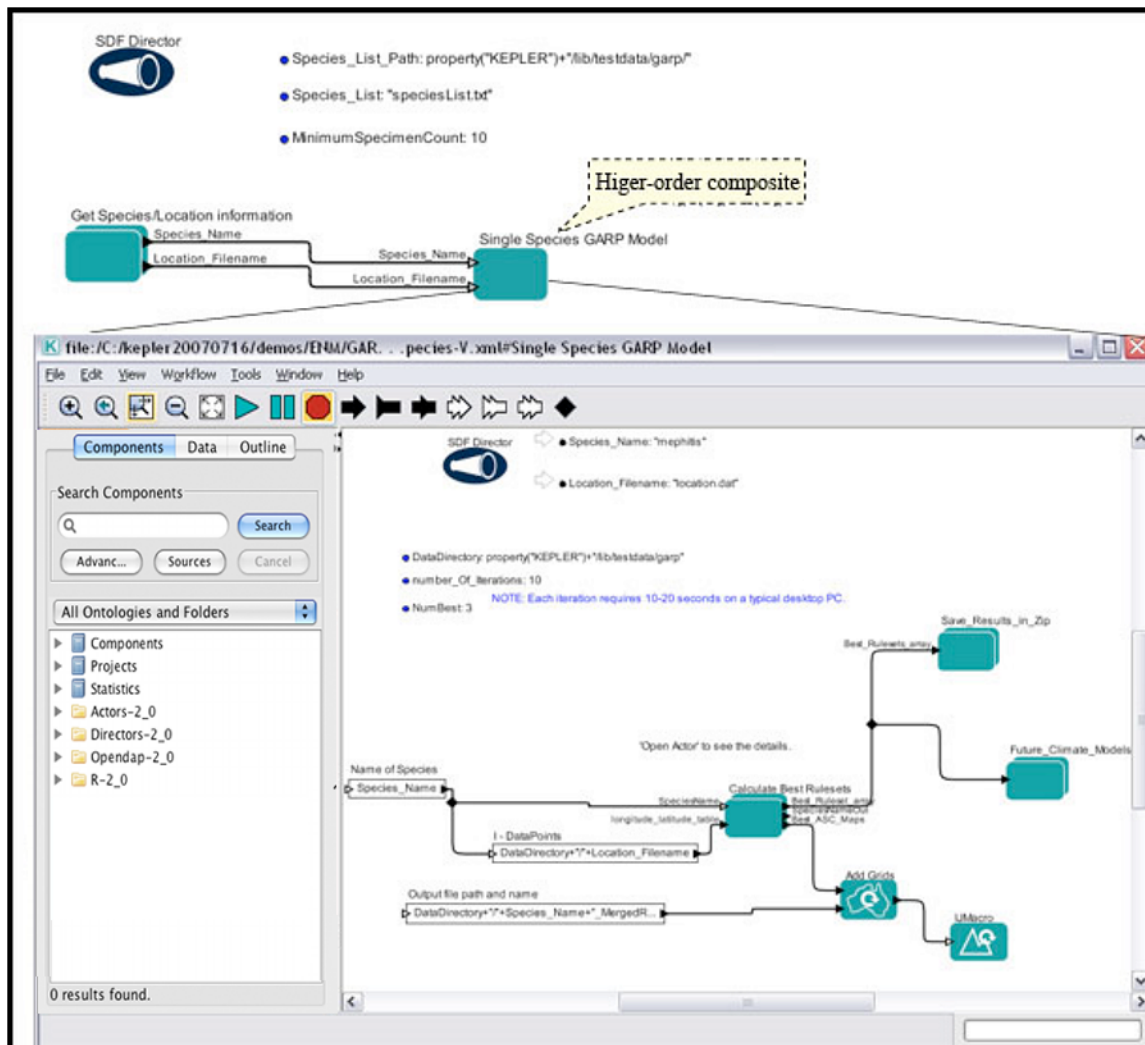 SDF Director
Species_List_Path: property("KEPLER")+"/lib/testdata/garp/"
Species_List: "speciesList.txt"
MinimumSpecimenCount: 10
Higer-order composite
Get Species/Location information
Species_Name
Location_Filename
Single Species GARP Model
Species_Name
Location_Filename
file:/C:/kepler20070716/demos/ENM/GAR. . .pecies-V.xml#Single Species GARP Model
File Edit View Workflow Tools Window Help
Components Data Outline
Search Components
Search
Advanc... Sources Cancel
All Ontologies and Folders
Components
Projects
Statistics
Actors-2_0
Directors-2_0
Opendap-2_0
R-2_0
0 results found.
SDF Director
Species_Name: "mephitis"
Location_Filename: "location.dat"
DataDirectory: property("KEPLER")+"/lib/testdata/garp"
number_Of_Iterations: 10
NOTE: Each iteration requires 10-20 seconds on a typical desktop PC.
NumBest: 3
Save_Results_in_Zip
Best_Rulesets_array
'Open Actor' to see the details.
Future_Climate_Models
Name of Species
Species_Name
Calculate Best Rulesets
SpeciesName
longitude_latitude_table
Best_Ruleset_array
SpeciesNameOut
Best_ASC_Maps
I - DataPoints
DataDirectory+"/"+Location_Filename
Output file path and name
DataDirectory+"/"+Species_Name+"_MergedR...
Add Grids
UMacro